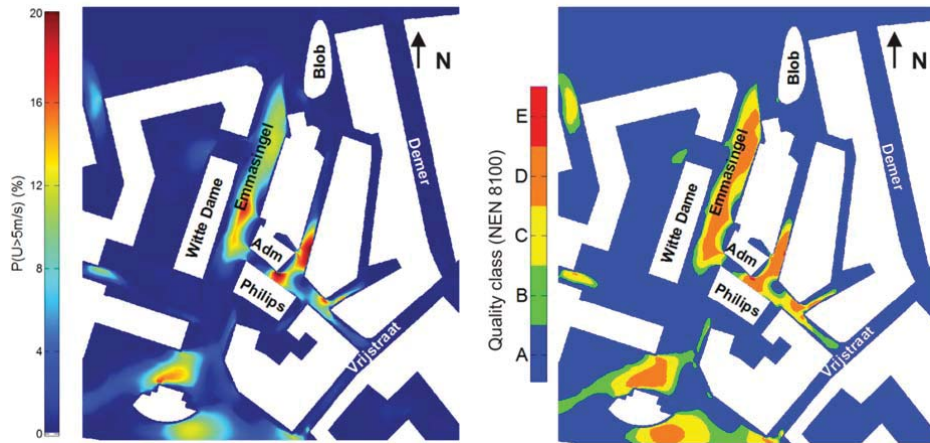 20
16
12
8
4
0
P(U>5m/s) (%)
Blob
N
Emmasingel
Demer
Witte Dame
Adm
Philips
Vrijstraat
E
D
C
B
A
Quality class (NEN 8100)
Blob
N
Emmasingel
Demer
Witte Dame
Adm
Philips
Vrijstraat